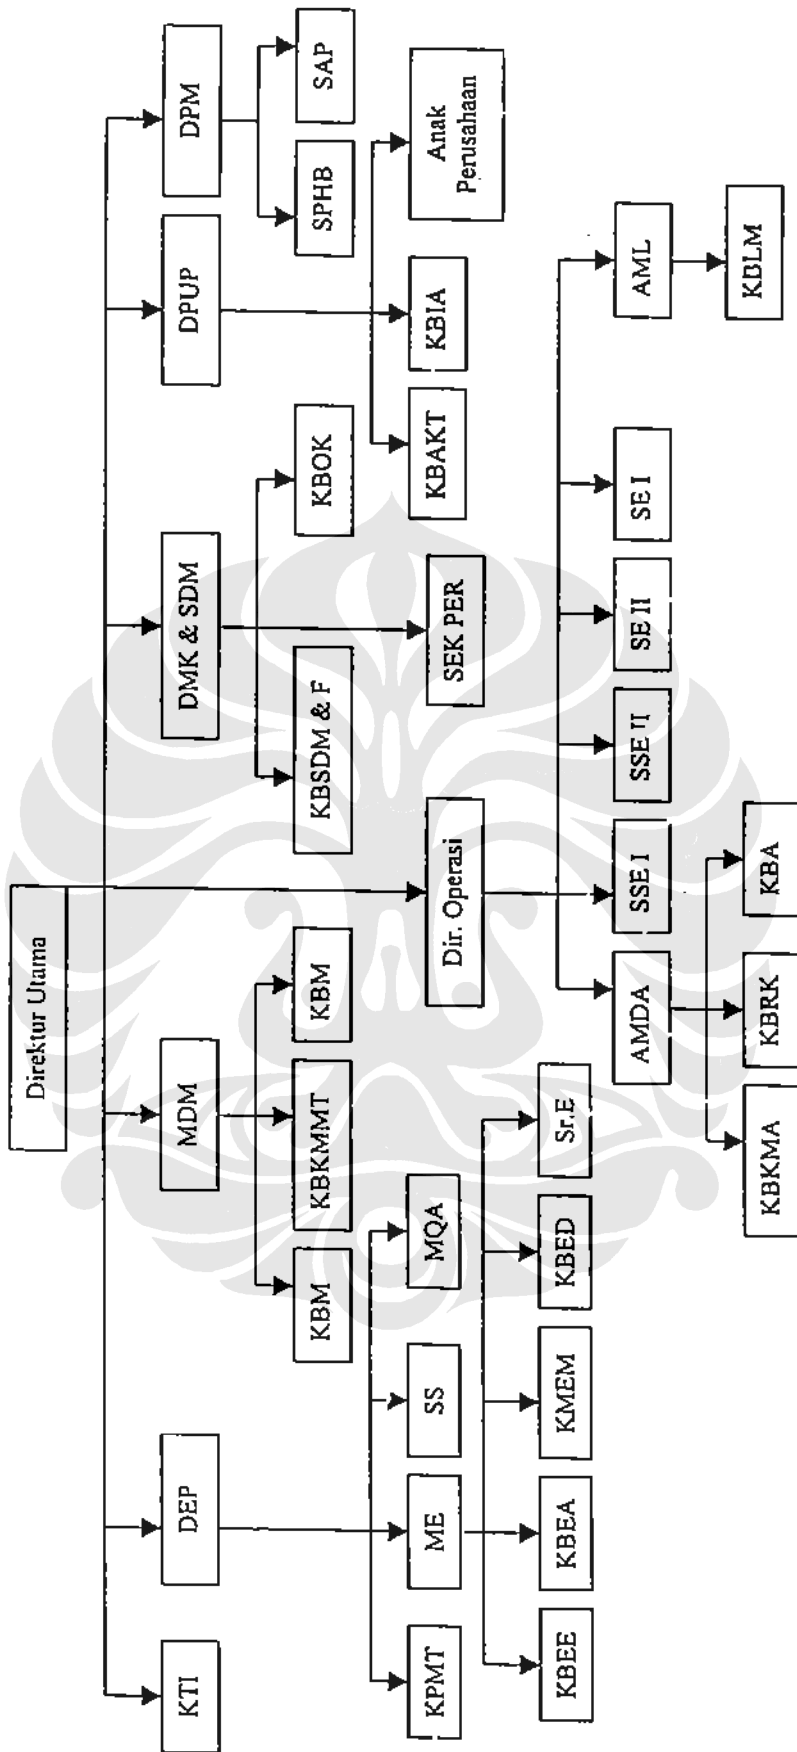 Direktur Utama
KTI
DEP
MDM
DMK & SDM
DPUP
DPM
KBM
KBKMMT
KBM
KBSDM & F
KBOK
SPHB
SAP
KPMT
ME
SS
MQA
Dir. Operasi
SEK PER
KBAKT
KBIA
Anak
Perusahaan
KBEE
KBEA
KMEM
KBED
Sr.E
AMDA
SSE I
SSE II
SE II
SE I
AML
KBKMA
KBRK
KBA
KBLM